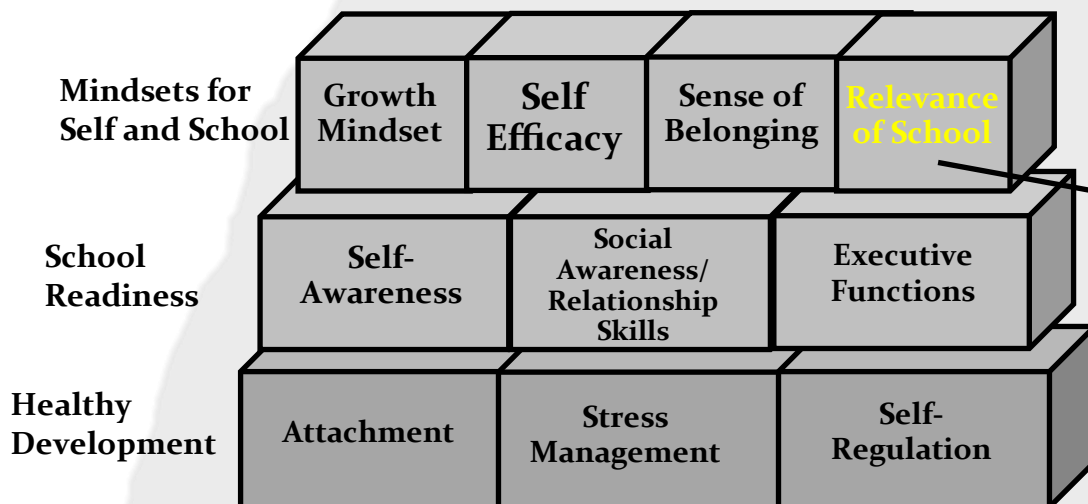 Mindsets for
Self and School
Growth
Mindset
Self
Efficacy
Sense of
Belonging
Relevance
of School
School
Readiness
Self-
Awareness
Social
Awareness/
Relationship
Skills
Executive
Functions
Healthy
Development
Attachment
Stress
Management
Self-
Regulation